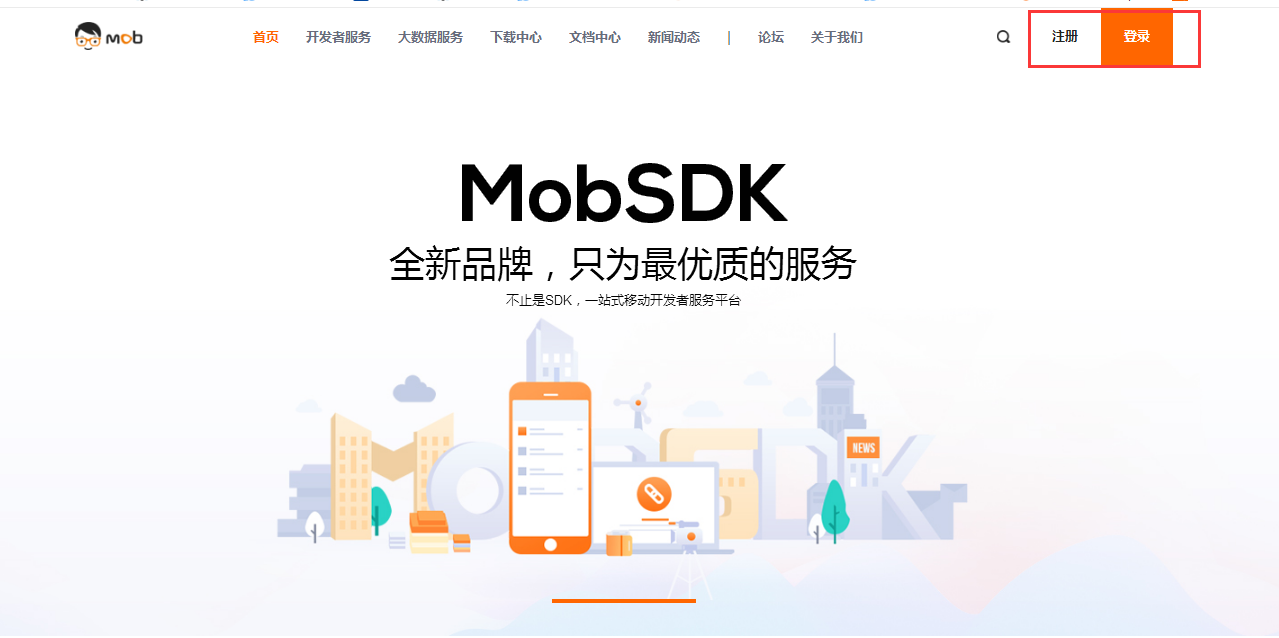 mob 首页 开发者服务 大数据服务 下载中心 文档中心 新闻动态 | 论坛 关于我们 注册 登录
MobSDK
全新品牌，只为最优质的服务
不止是SDK，一站式移动开发者服务平台
NEWS
MOBSDK